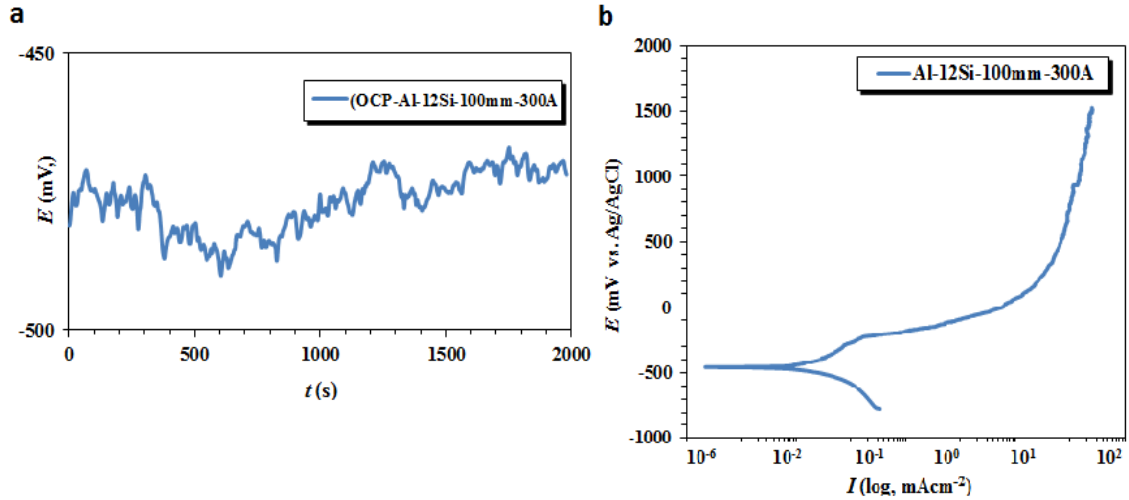 a
-450
(OCP-Al-12Si-100mm-300A
E (mV,)
-500
0 500 1000 1500 2000
t (s)
b
2000
Al-12Si-100mm-300A
1500
1000
500
0
-500
-1000
E (mV vs. Ag/AgCl)
10⁻⁶ 10⁻² 10⁻¹ 10⁰ 10¹ 10²
I (log, mAcm⁻²)